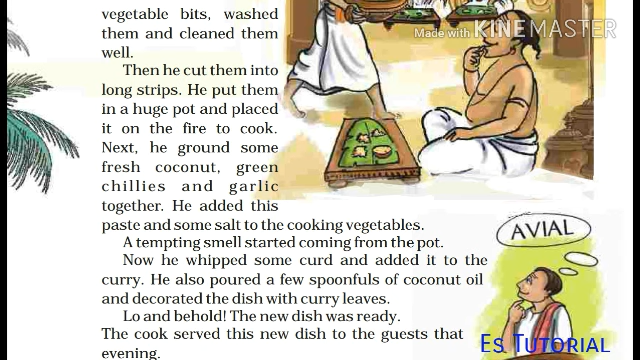 vegetable bits, washed
them and cleaned them
well.
Then he cut them into
long strips. He put them
in a huge pot and placed
it on the fire to cook.
Next, he ground some
fresh coconut, green
chillies and garlic
together. He added this
paste and some salt to the cooking vegetables.
A tempting smell started coming from the pot.
Now he whipped some curd and added it to the
curry. He also poured a few spoonfuls of coconut oil
and decorated the dish with curry leaves.
Lo and behold! The new dish was ready.
The cook served this new dish to the guests that
evening.
Made with KINEMASTER
AVIAL
Es TUTORIAL